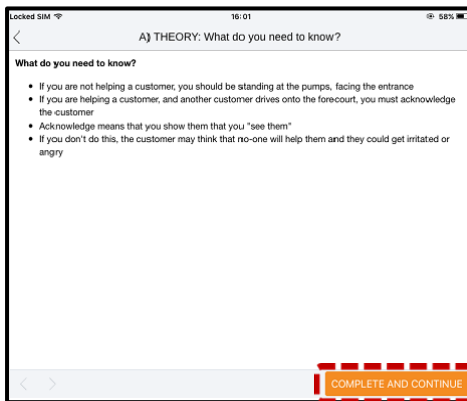 Locked SIM 16:01 58%
A) THEORY: What do you need to know?
What do you need to know?
• If you are not helping a customer, you should be standing at the pumps, facing the entrance
• If you are helping a customer, and another customer drives onto the forecourt, you must acknowledge
the customer
• Acknowledge means that you show them that you "see them"
• If you don't do this, the customer may think that no-one will help them and they could get irritated or
angry
COMPLETE AND CONTINUE